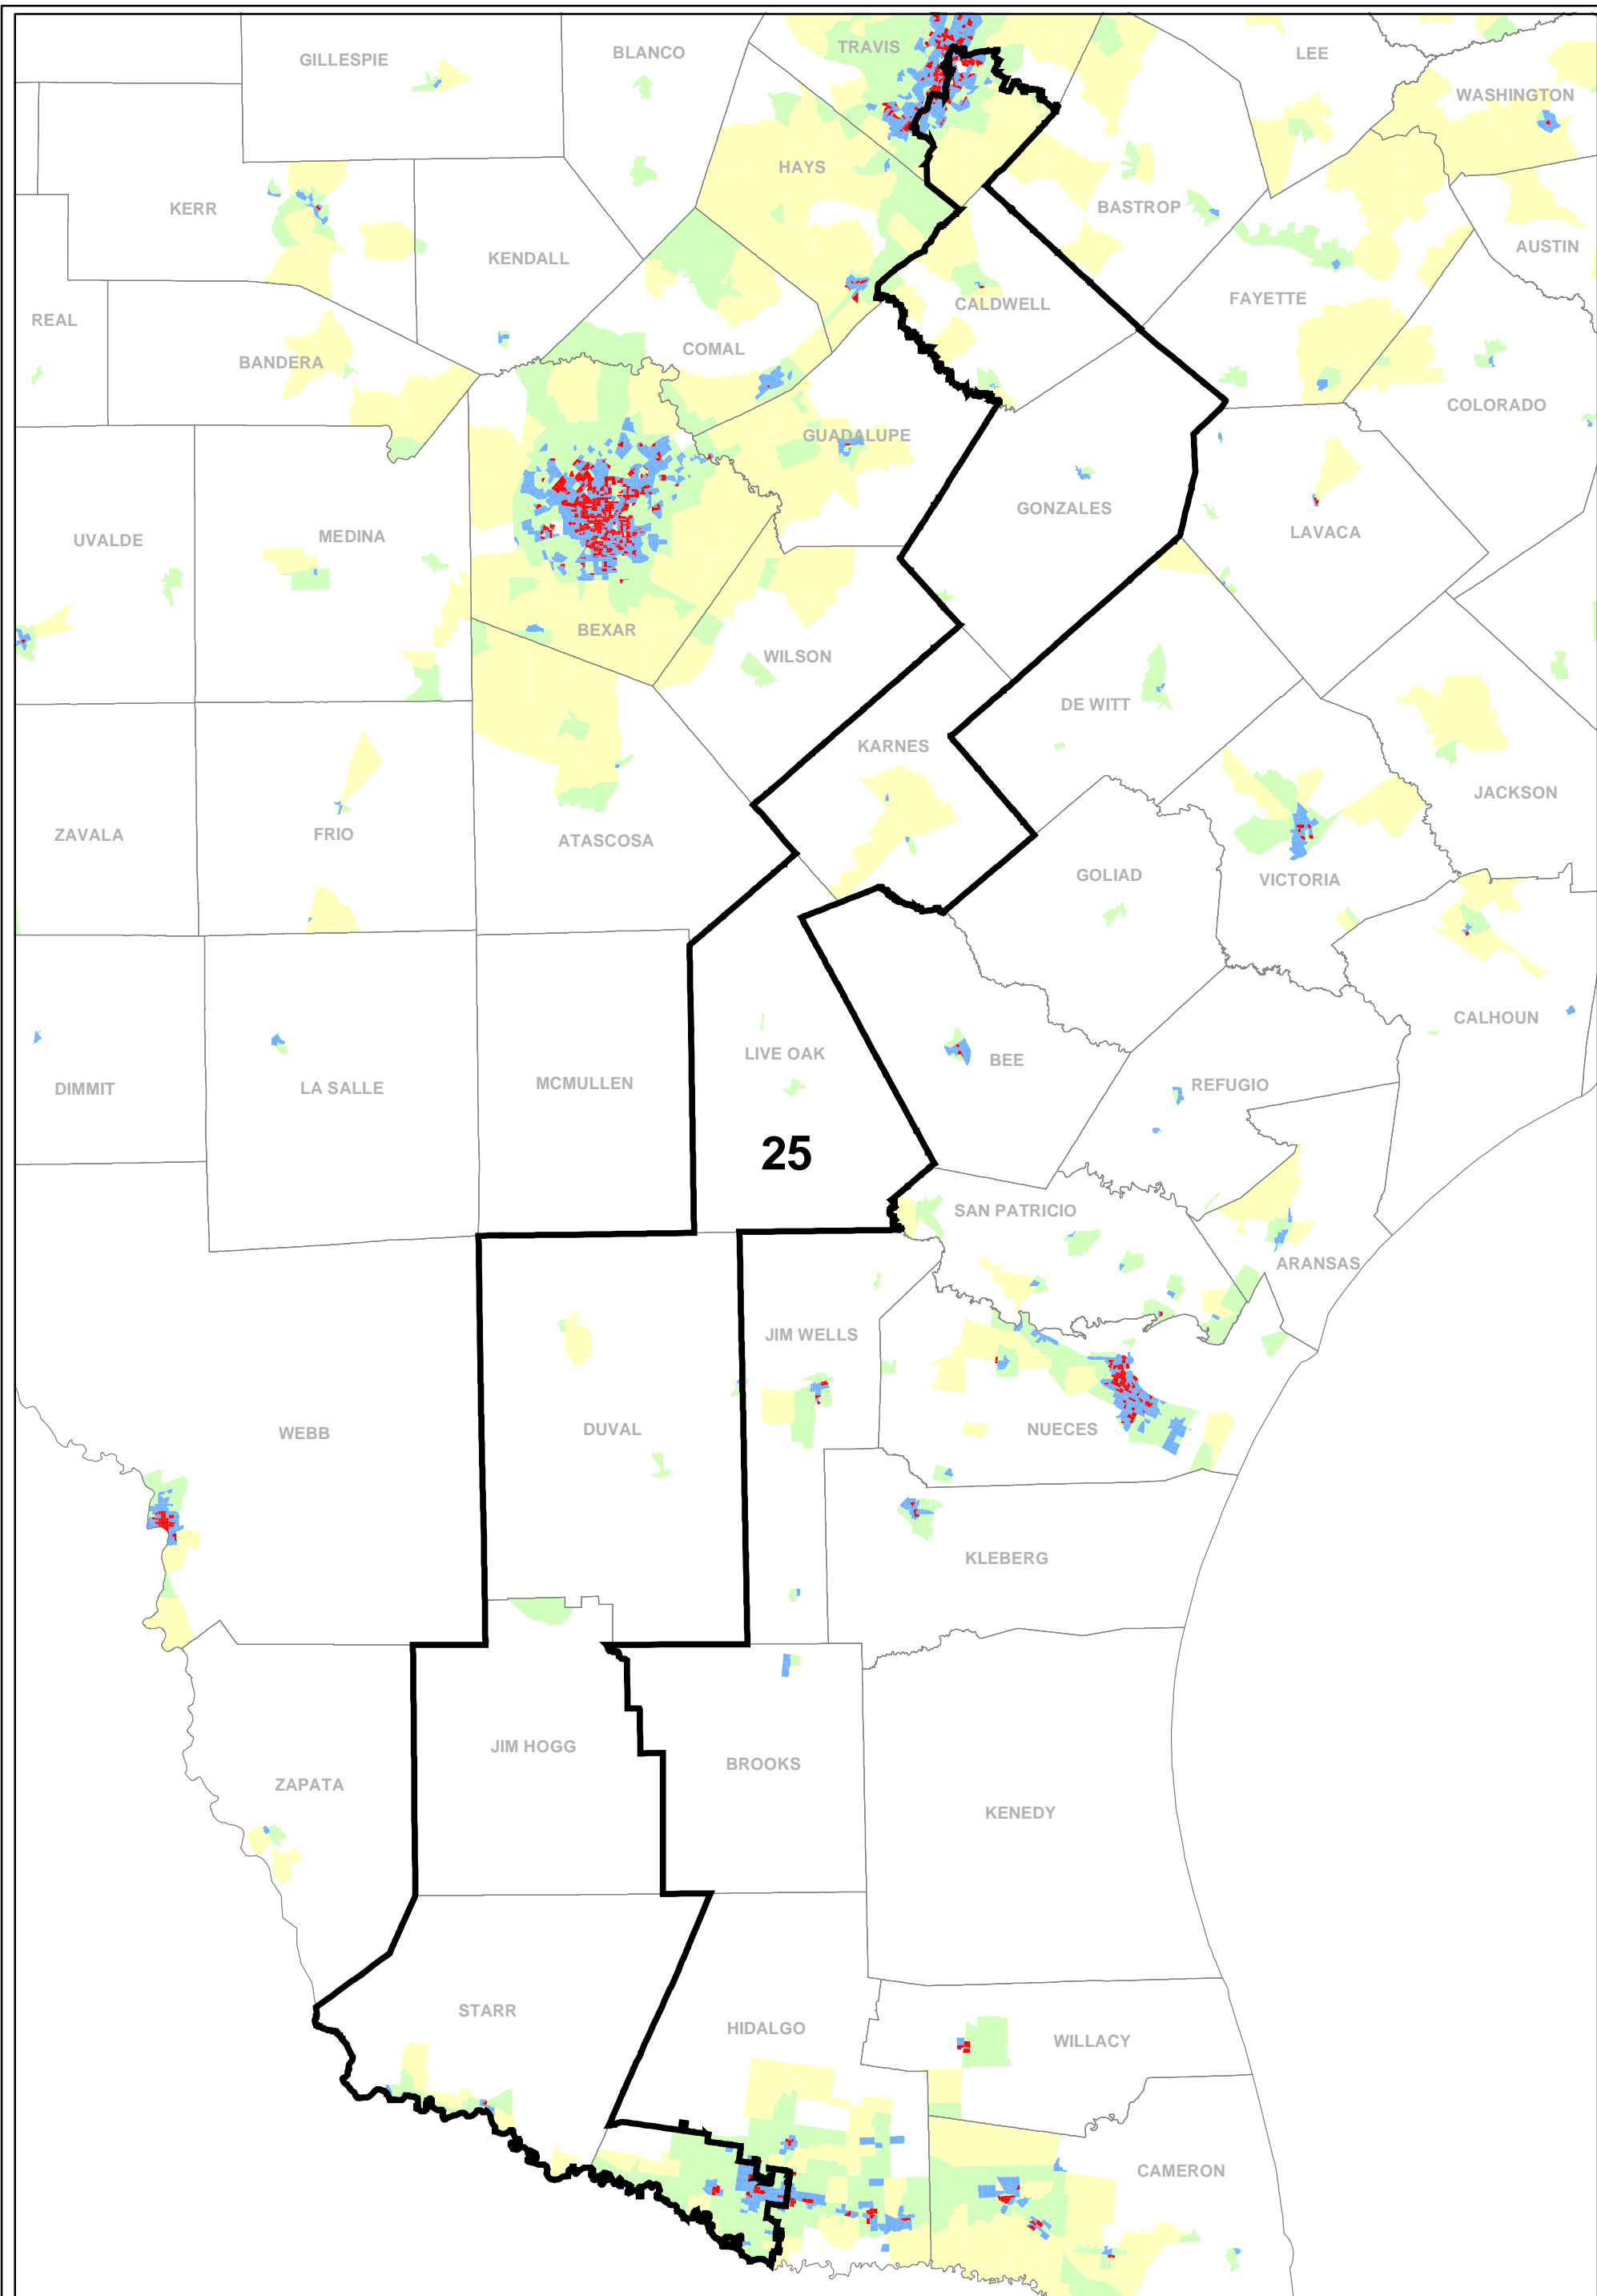 GILLESPIE
BLANCO
TRAVIS
LEE
WASHINGTON
HAYS
KERR
BASTROP
KENDALL
AUSTIN
FAYETTE
CALDWELL
REAL
COMAL
BANDERA
COLORADO
GUADALUPE
GONZALES
LAVACA
UVALDE
MEDINA
BEXAR
WILSON
DE WITT
KARNES
JACKSON
ZAVALA
FRIO
ATASCOSA
GOLIAD
VICTORIA
CALHOUN
LIVE OAK
BEE
DIMMIT
LA SALLE
MCMULLEN
REFUGIO
25
SAN PATRICIO
ARANSAS
JIM WELLS
WEBB
DUVAL
NUECES
KLEBERG
JIM HOGG
BROOKS
ZAPATA
KENEDY
STARR
HIDALGO
WILLACY
CAMERON